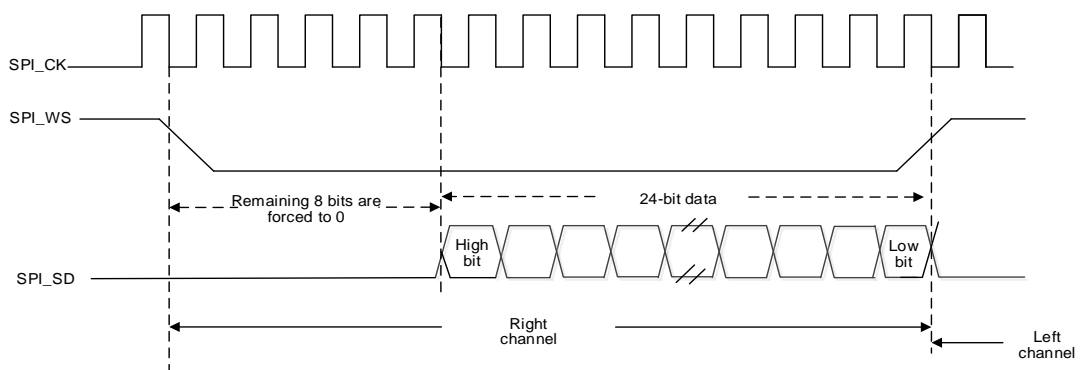 SPI_CK
SPI_WS
Remaining 8 bits are
forced to 0
24-bit data
High
bit
Low
bit
SPI_SD
Right
channel
Left
channel